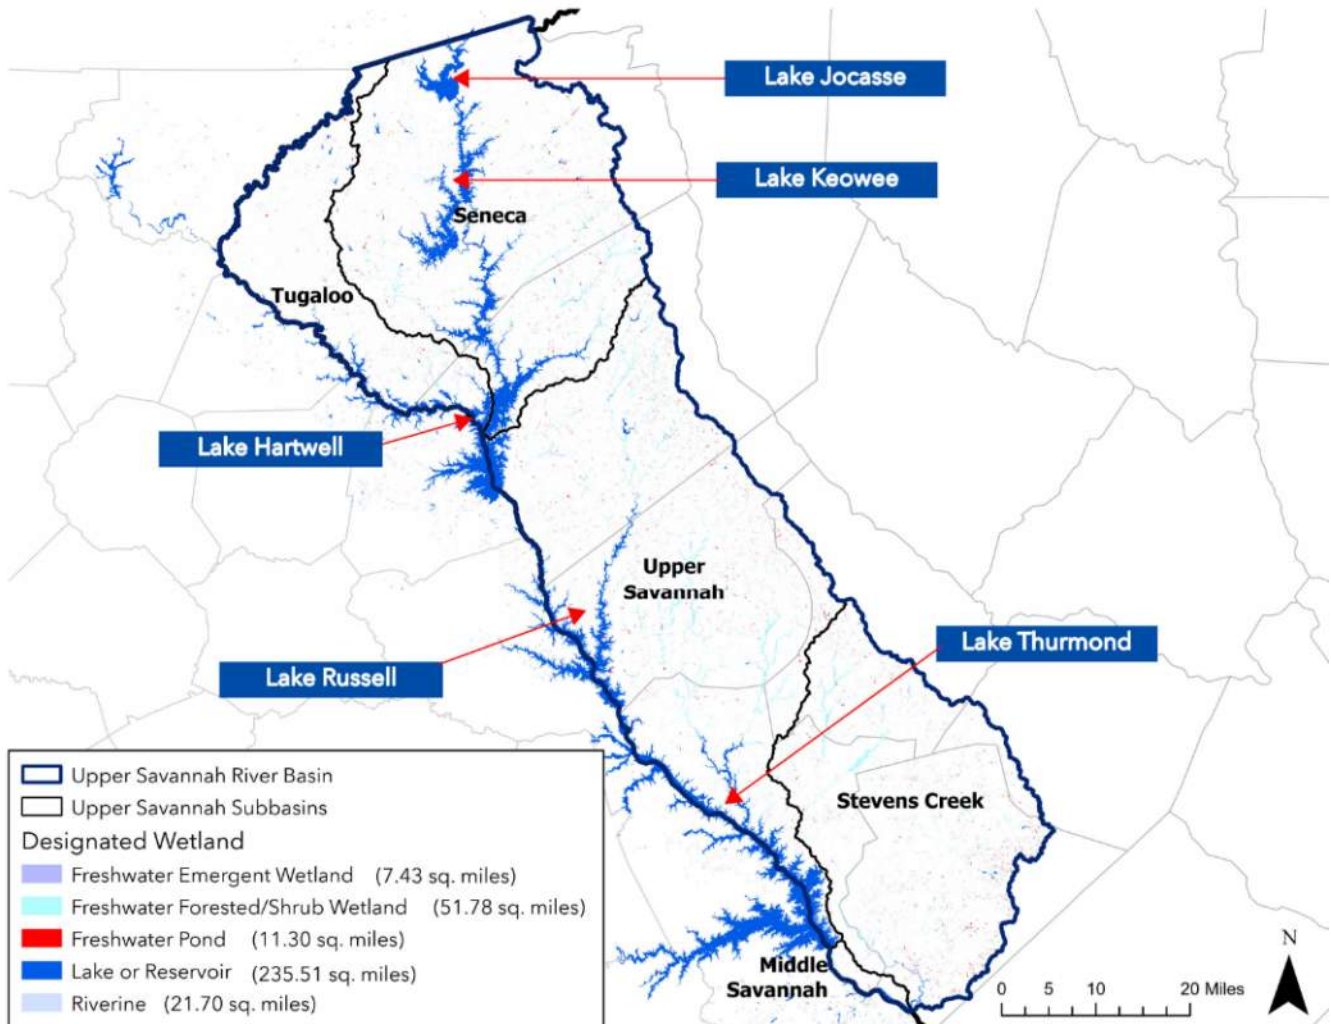 Lake Jocasse
Lake Keowee
Seneca
Tugaloo
Lake Hartwell
Upper
Savannah
Lake Thurmond
Lake Russell
Stevens Creek
Middle
Savannah
Upper Savannah River Basin
Upper Savannah Subbasins
Designated Wetland
Freshwater Emergent Wetland (7.43 sq. miles)
Freshwater Forested/Shrub Wetland (51.78 sq. miles)
Freshwater Pond (11.30 sq. miles)
Lake or Reservoir (235.51 sq. miles)
Riverine (21.70 sq. miles)
N
0 5 10 20 Miles